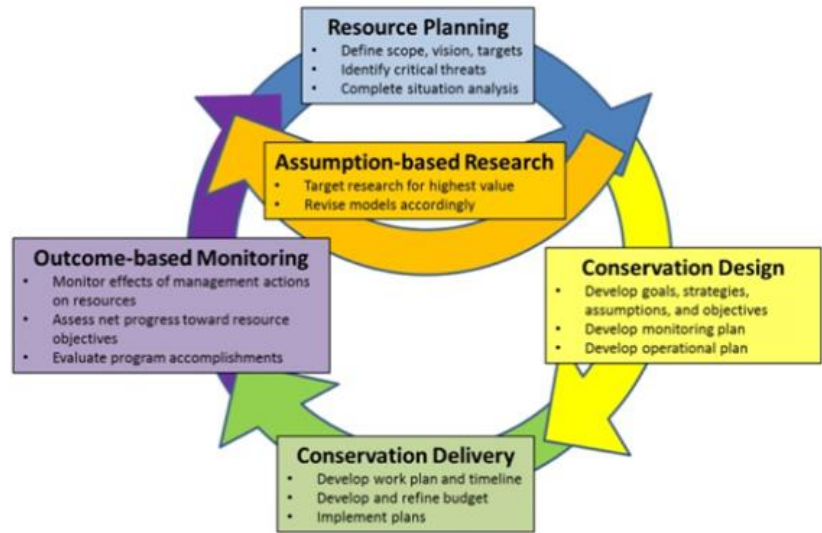 Resource Planning
• Define scope, vision, targets
• Identify critical threats
• Complete situation analysis
Assumption-based Research
• Target research for highest value
• Revise models accordingly
Outcome-based Monitoring
• Monitor effects of management actions
on resources
• Assess net progress toward resource
objectives
• Evaluate program accomplishments
Conservation Design
• Develop goals, strategies,
assumptions, and objectives
• Develop monitoring plan
• Develop operational plan
Conservation Delivery
• Develop work plan and timeline
• Develop and refine budget
• Implement plans